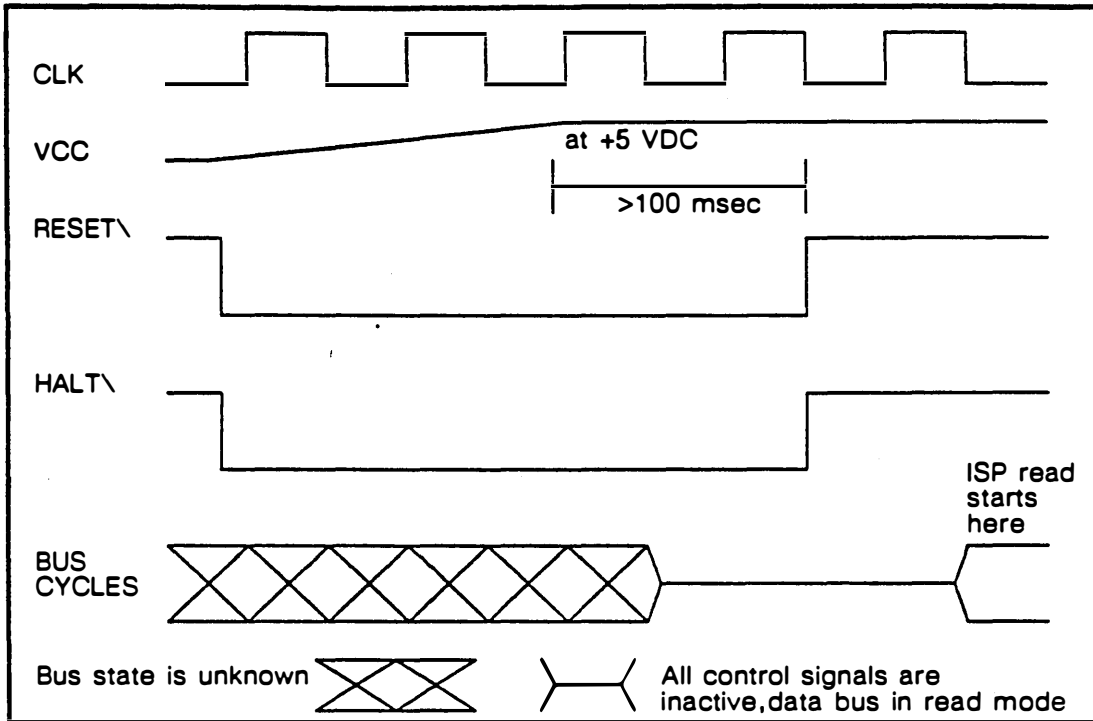 CLK
VCC
at +5 VDC
>100 msec
RESET\
HALT\
ISP read
starts
here
BUS
CYCLES
Bus state is unknown
All control signals are
inactive,data bus in read mode